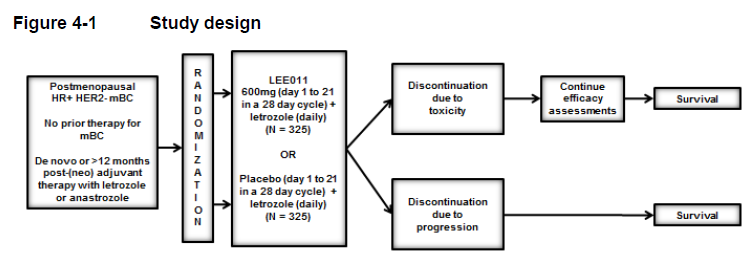 Figure 4-1 Study design
Postmenopausal
HR+ HER2- mBC
No prior therapy for
mBC
De novo or >12 months
post-(neo) adjuvant
therapy with letrozole
or anastrozole
R
A
N
D
O
M
I
Z
A
T
I
O
N
LEE011
600mg (day 1 to 21
in a 28 day cycle) +
letrozole (daily)
(N = 325)
OR
Placebo (day 1 to 21
in a 28 day cycle) +
letrozole (daily)
(N = 325)
Discontinuation
due to
toxicity
Continue
efficacy
assessments
Survival
Discontinuation
due to
progression
Survival